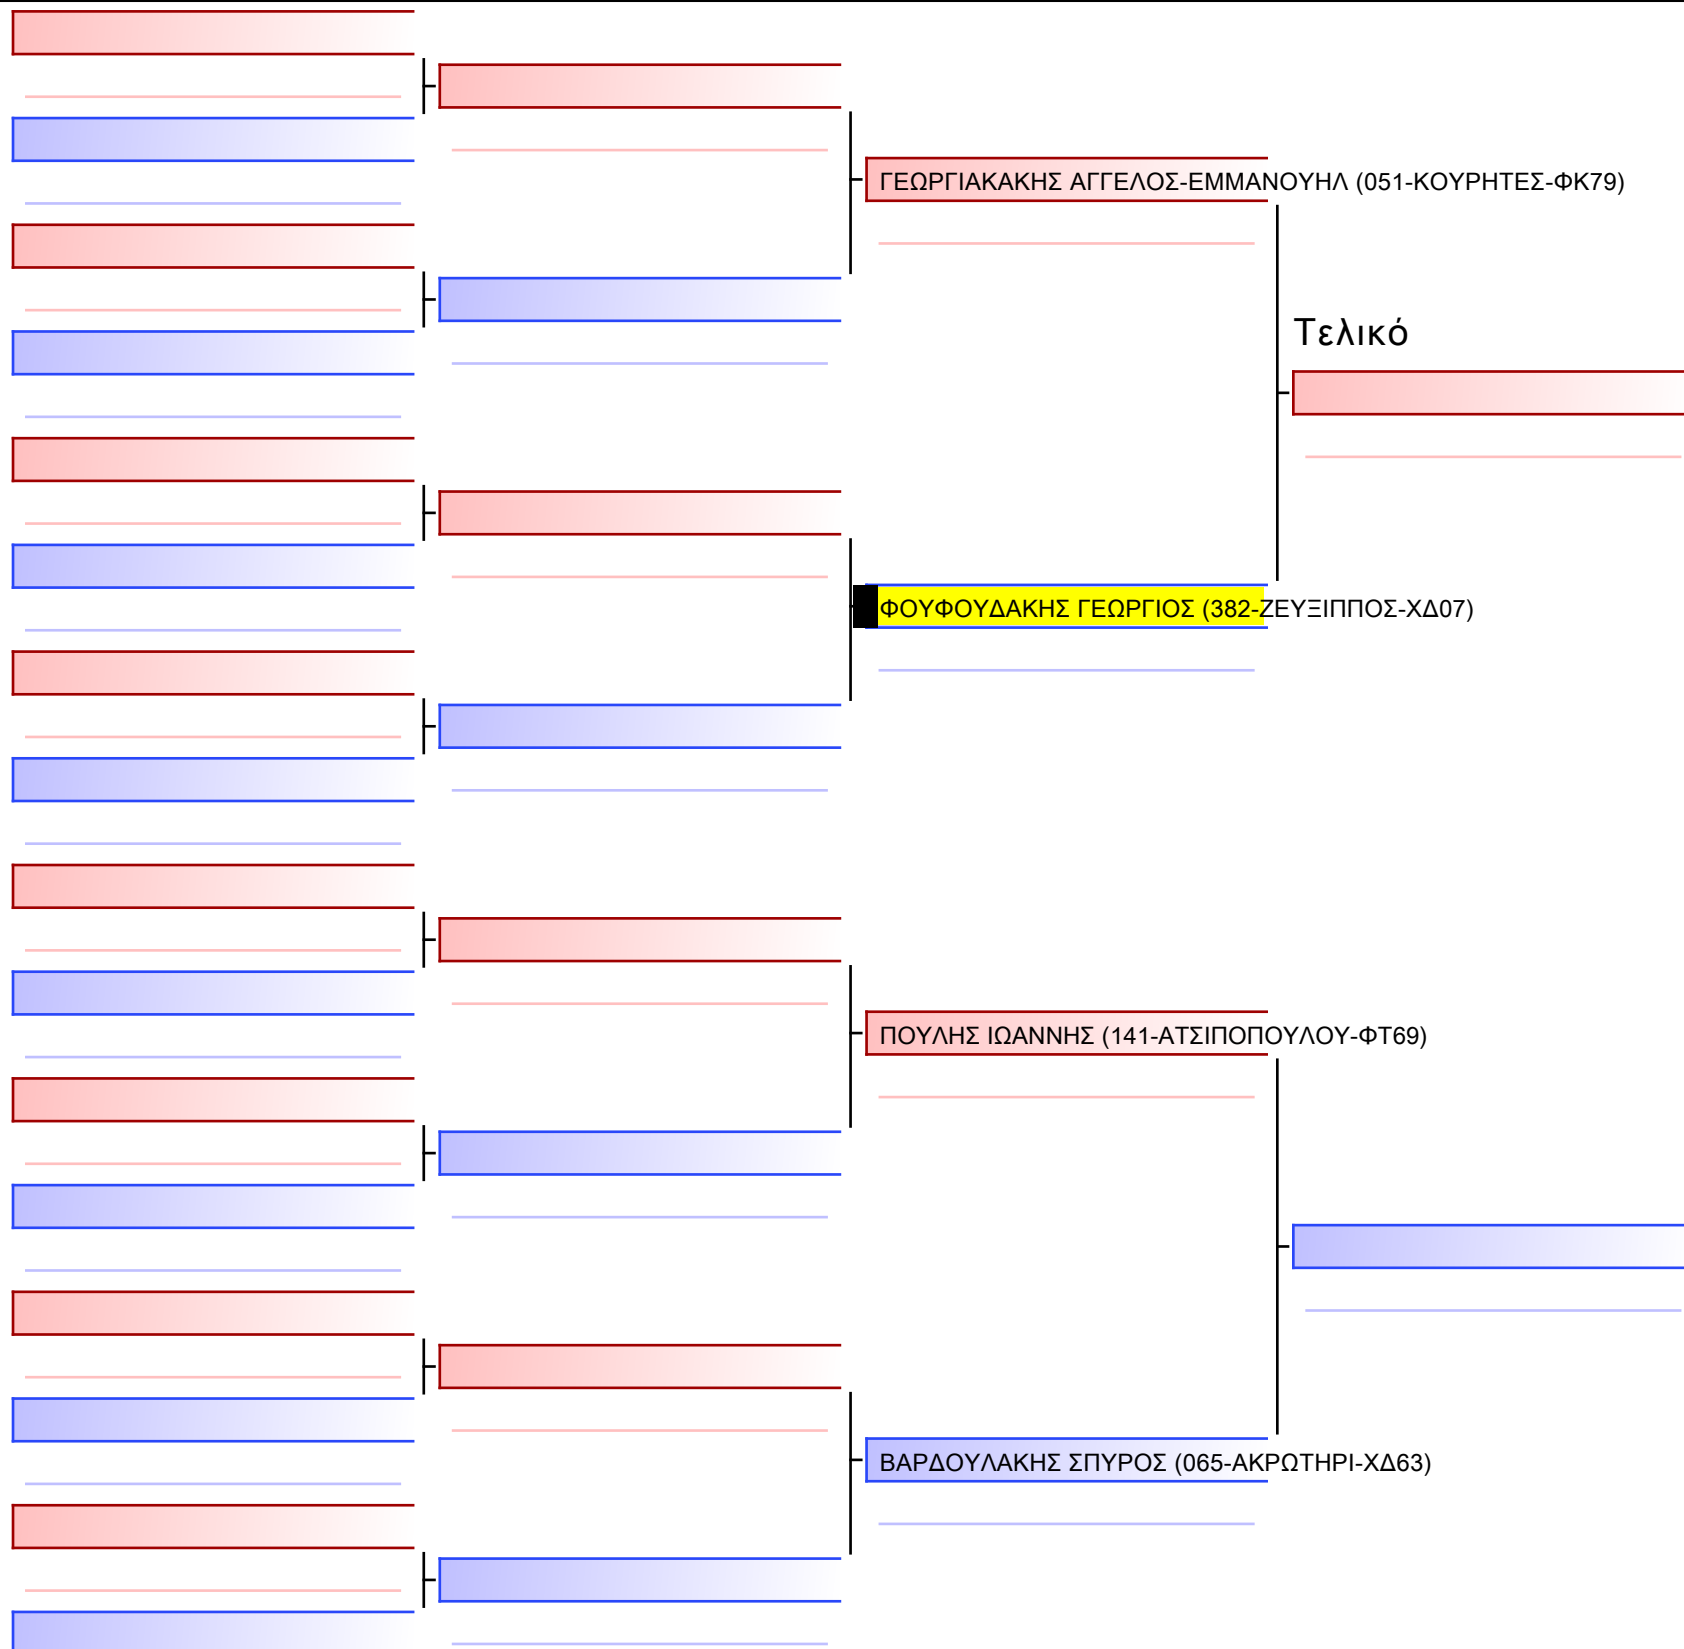 ΓΕΩΡΓΙΑΚΑΚΗΣ ΑΓΓΕΛΟΣ-ΕΜΜΑΝΟΥΗΛ (051-ΚΟΥΡΗΤΕΣ-ΦΚ79)
Τελικό
ΦΟΥΦΟΥΔΑΚΗΣ ΓΕΩΡΓΙΟΣ (382-ΖΕΥΞΙΠΠΟΣ-ΧΔ07)
ΠΟΥΛΗΣ ΙΩΑΝΝΗΣ (141-ΑΤΣΙΠΟΠΟΥΛΟΥ-ΦΤ69)
ΒΑΡΔΟΥΛΑΚΗΣ ΣΠΥΡΟΣ (065-ΑΚΡΩΤΗΡΙ-ΧΔ63)